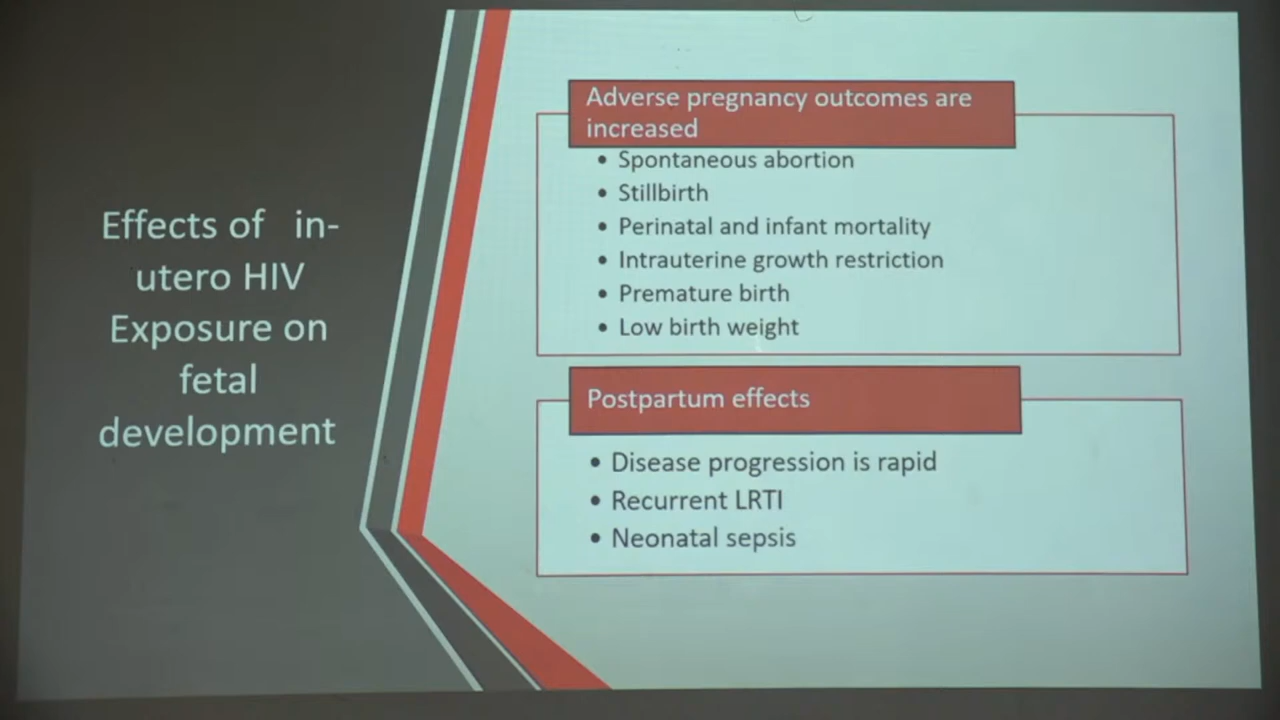 Effects of in-
utero HIV
Exposure on
fetal
development
Adverse pregnancy outcomes are
increased
• Spontaneous abortion
• Stillbirth
• Perinatal and infant mortality
• Intrauterine growth restriction
• Premature birth
• Low birth weight
Postpartum effects
• Disease progression is rapid
• Recurrent LRTI
• Neonatal sepsis